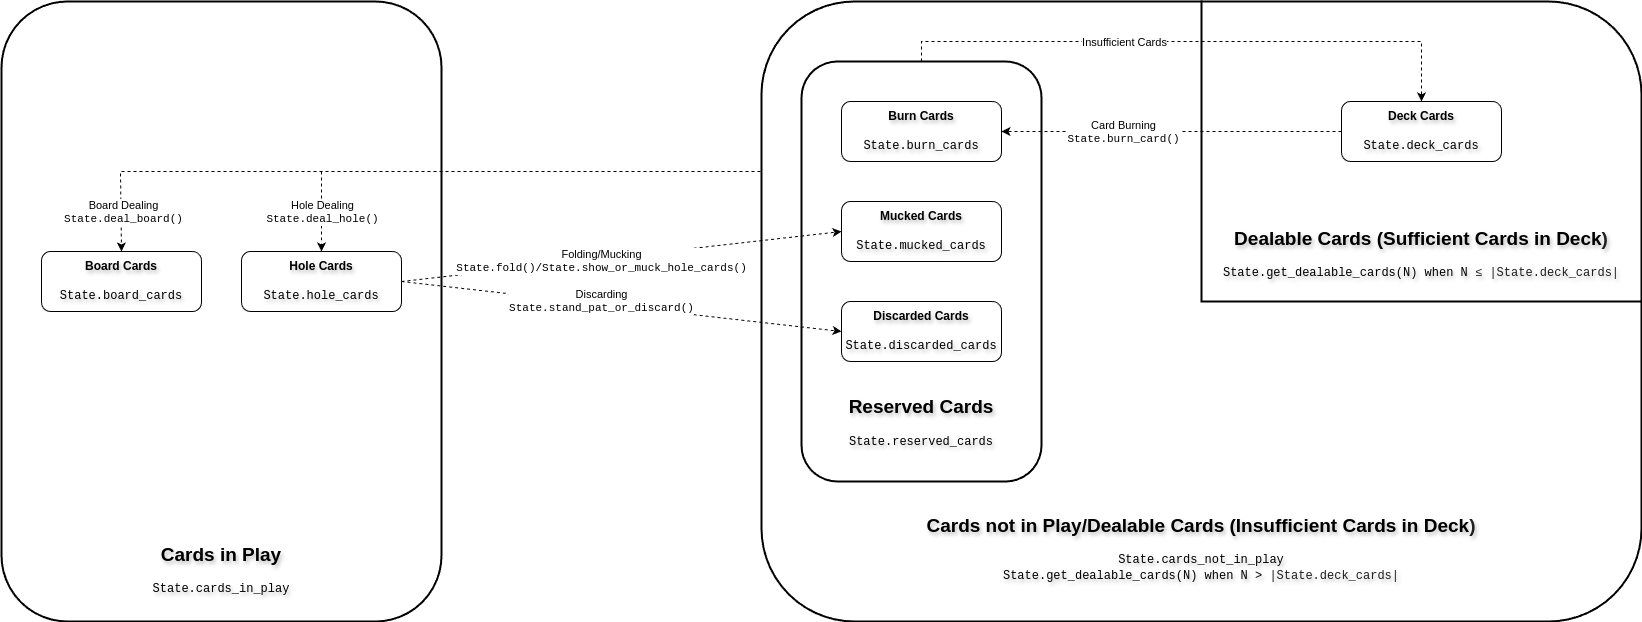 Insufficient Cards
Burn Cards
State.burn_cards
Card Burning
State.burn_card()
Deck Cards
State.deck_cards
Board Dealing
State.deal_board()
Hole Dealing
State.deal_hole()
Board Cards
State.board_cards
Hole Cards
State.hole_cards
Folding/Mucking
State.fold()/State.show_or_muck_hole_cards()
Discarding
State.stand_pat_or_discard()
Mucked Cards
State.mucked_cards
Discarded Cards
State.discarded_cards
Dealable Cards (Sufficient Cards in Deck)
State.get_dealable_cards(N) when N ≤ |State.deck_cards|
Reserved Cards
State.reserved_cards
Cards in Play
State.cards_in_play
Cards not in Play/Dealable Cards (Insufficient Cards in Deck)
State.cards_not_in_play
State.get_dealable_cards(N) when N > |State.deck_cards|